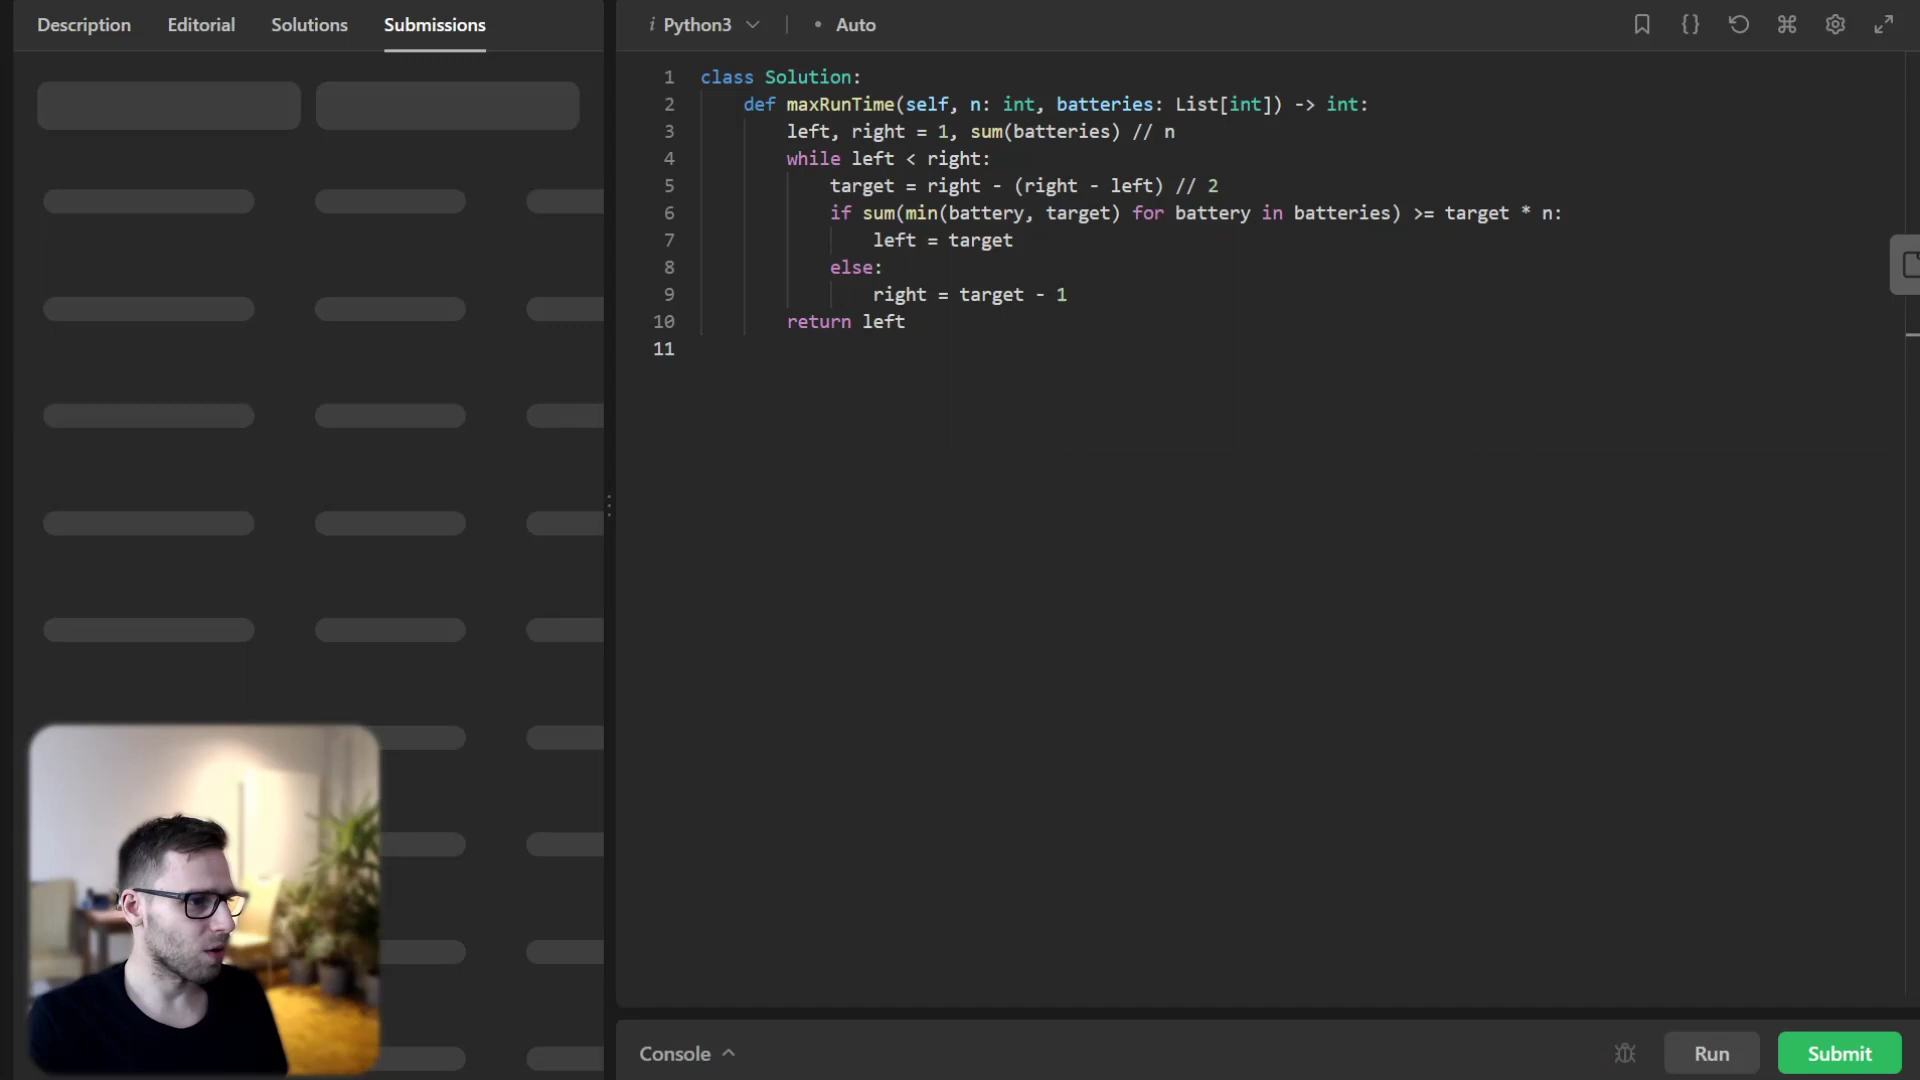 Description Editorial Solutions Submissions
i Python3 • Auto
1 class Solution:
2 def maxRunTime(self, n: int, batteries: List[int]) -> int:
3 left, right = 1, sum(batteries) // n
4 while left < right:
5 target = right - (right - left) // 2
6 if sum(min(battery, target) for battery in batteries) >= target * n:
7 left = target
8 else:
9 right = target - 1
10 return left
11
Console Run Submit